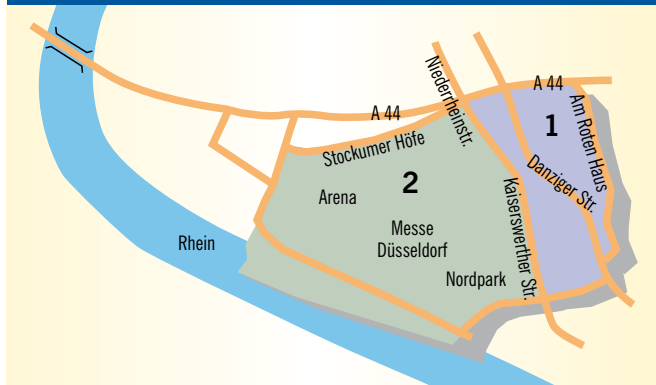 A 44
A 44
Niederrheinstr.
Am Roten Haus
1
Stockumer Höfe
2
Danziger Str.
Arena
Kaiserswerther Str.
Messe
Düsseldorf
Rhein
Nordpark